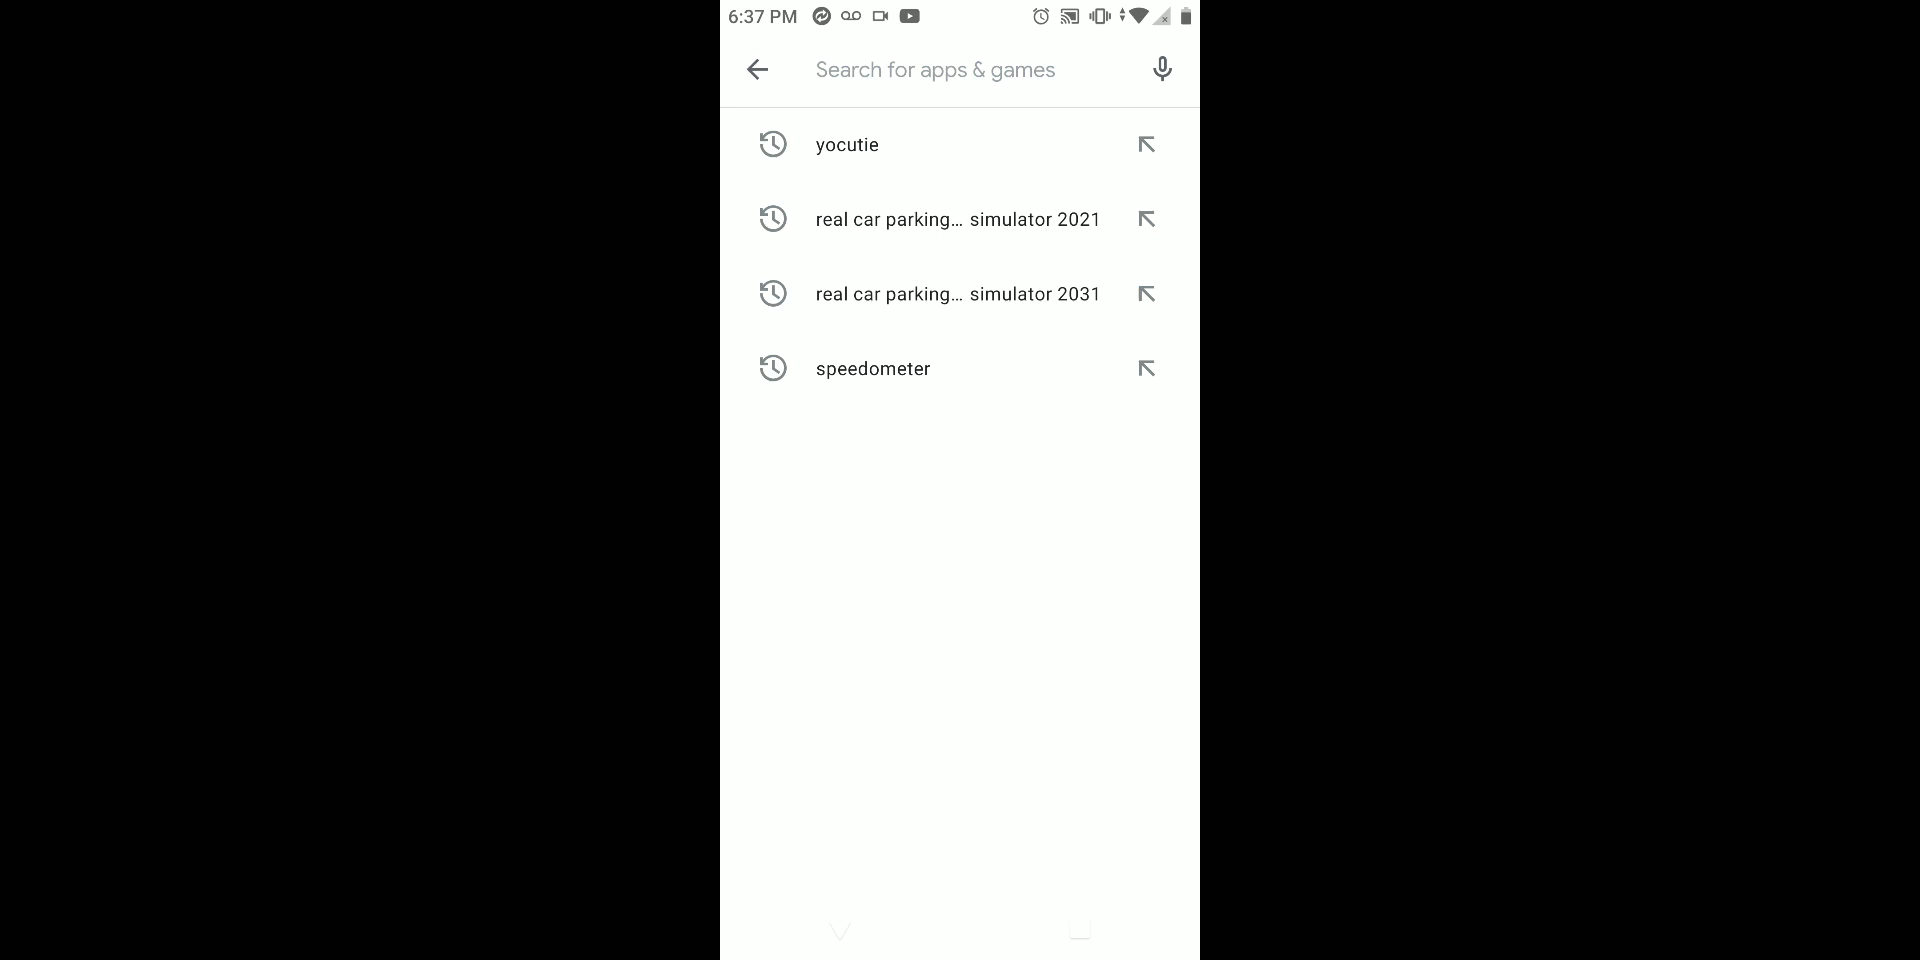 6:37 PM
Search for apps & games
yocutie
real car parking... simulator 2021
real car parking... simulator 2031
speedometer